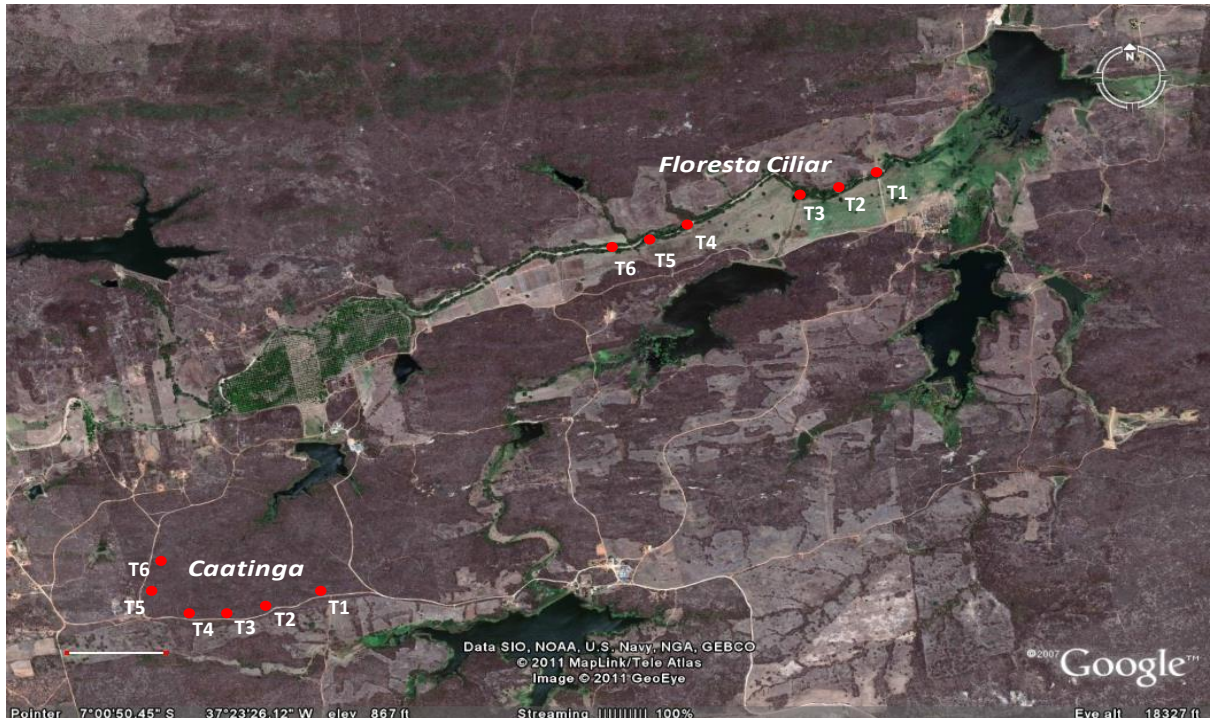 N
Floresta Ciliar
T1
T2
T3
T4
T5
T6
T6
Caatinga
T5
T1
T2
T4
T3
Data SIO, NOAA, U.S. Navy, NGA, GEBCO
© 2011 MapLink/Tele Atlas
Image © 2011 GeoEye
©2007 Google™
Pointer 7°00'50.45" S 37°23'26.12" W elev 867 ft Streaming ||||||||| 100% Eye alt 18327 ft